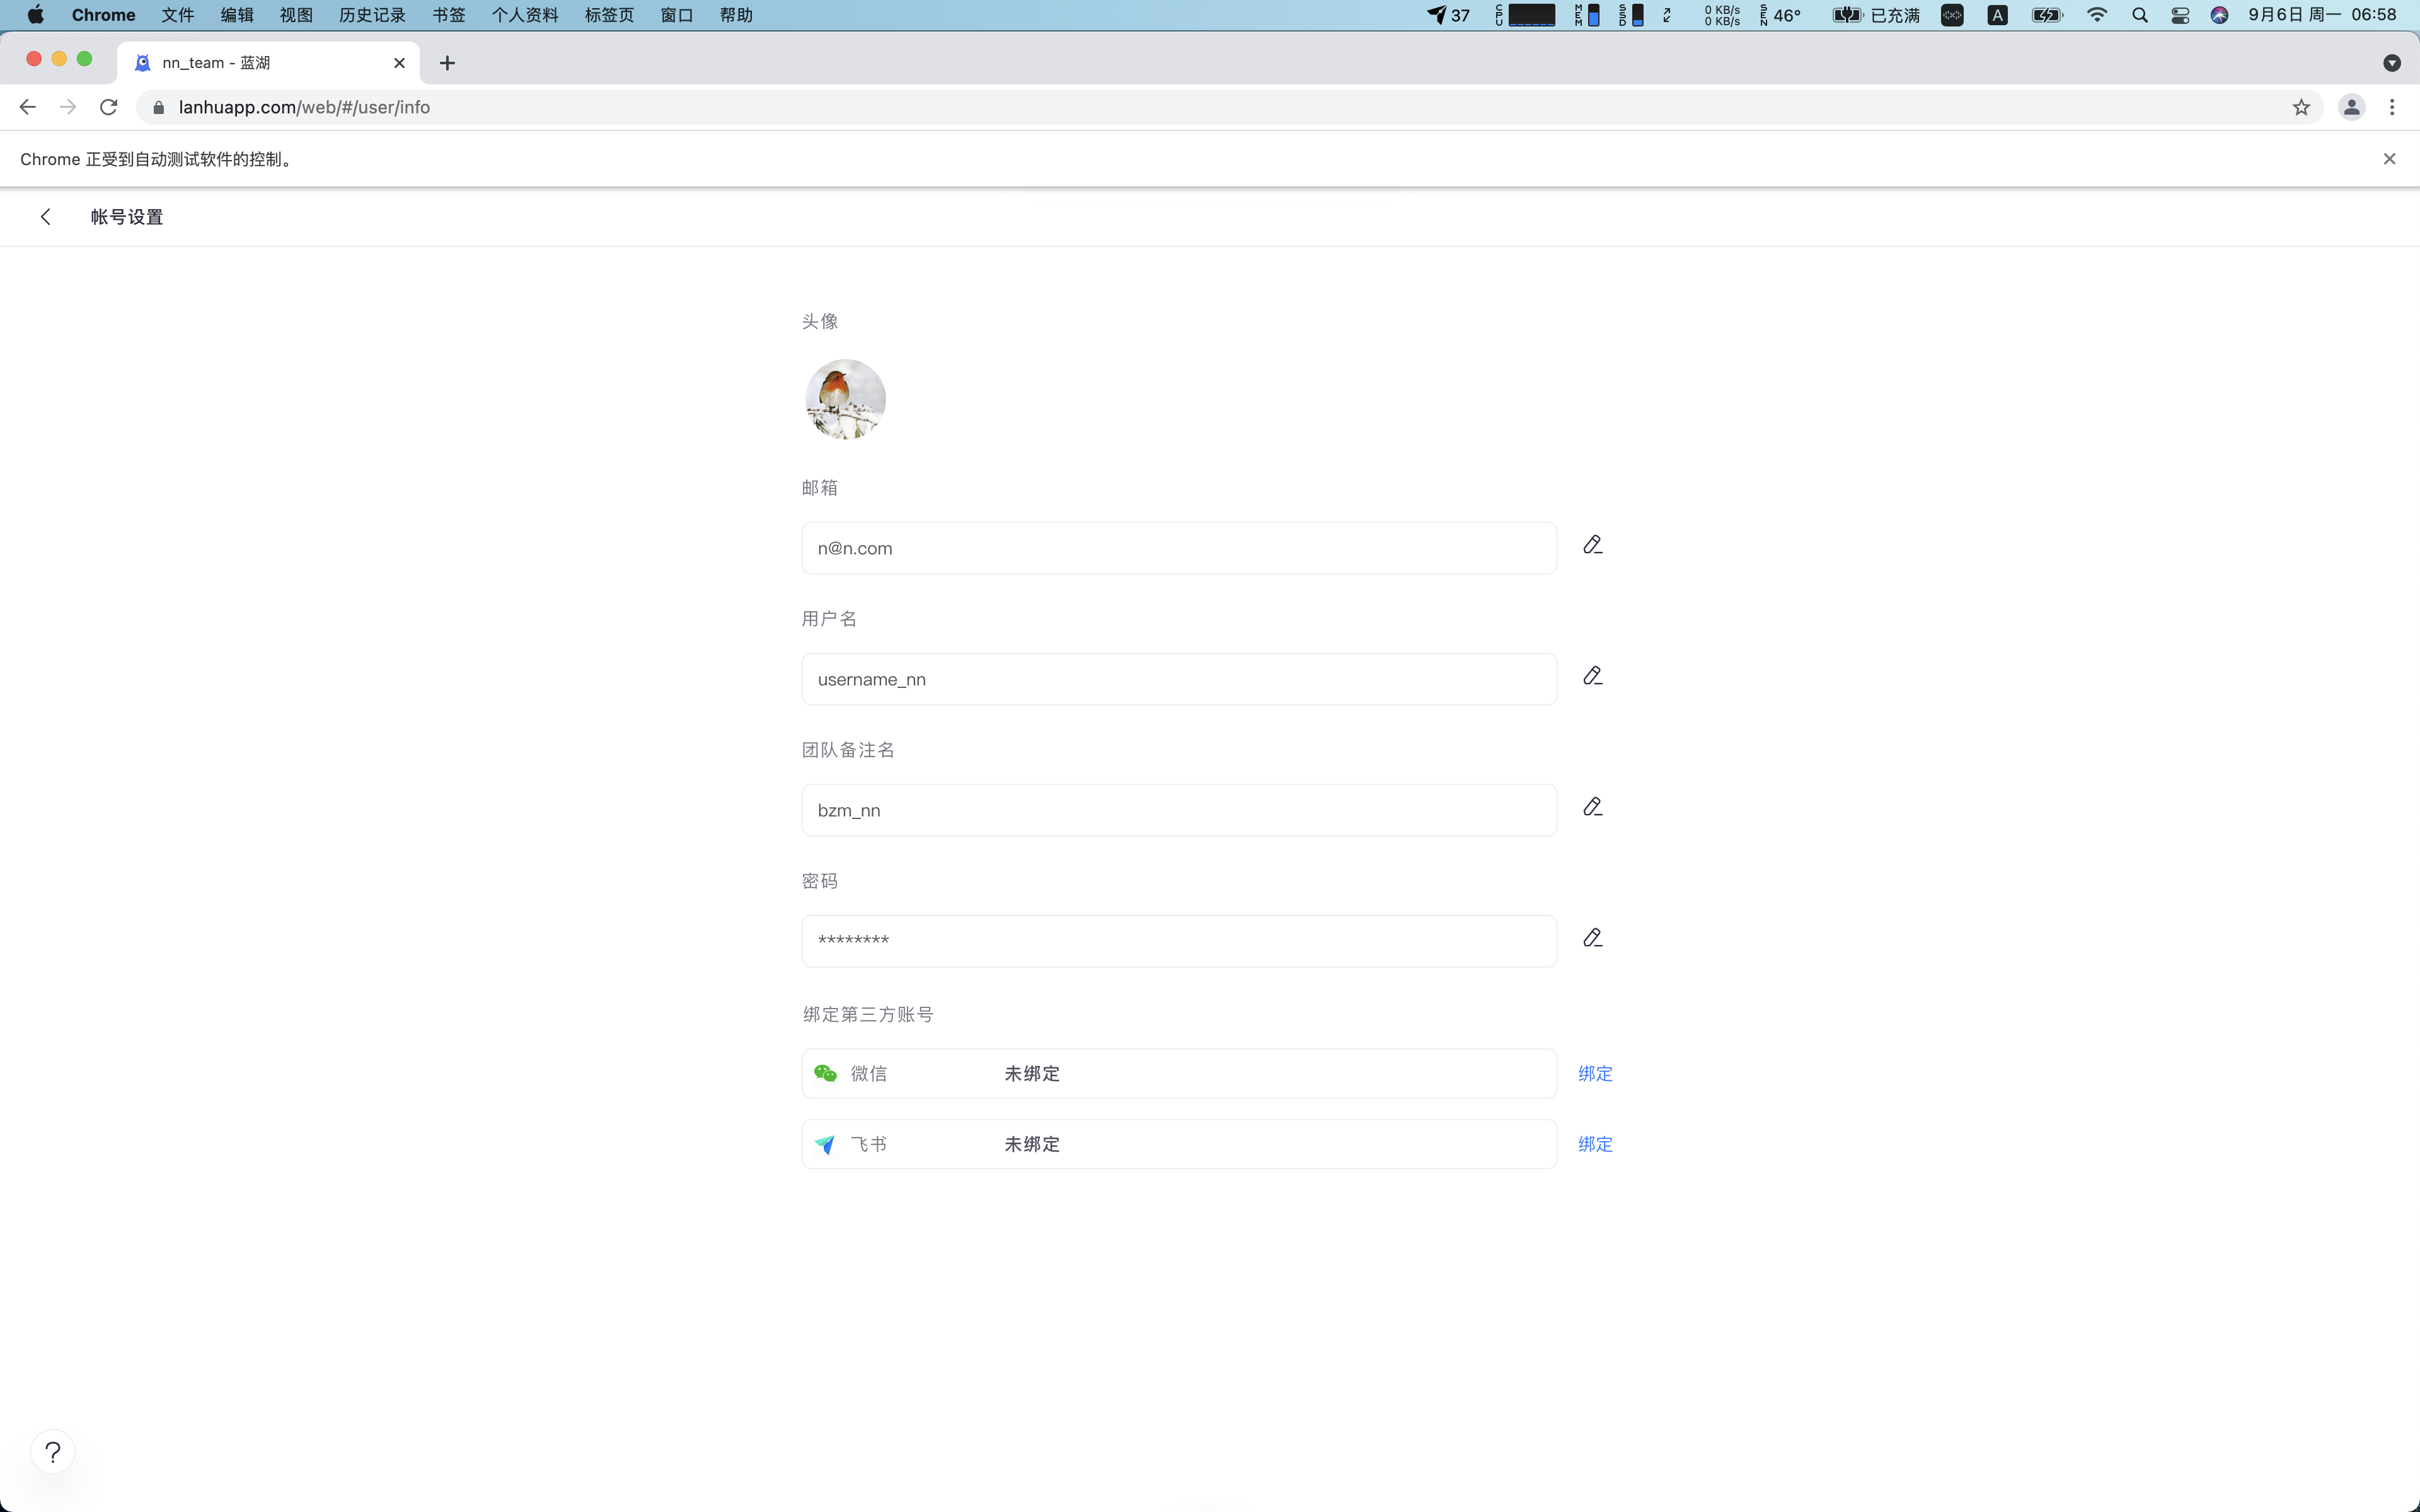 Chrome 文件 编辑 视图 历史记录 书签 个人资料 标签页 窗口 帮助 37 CPU MEM SSD 0 KB/s 0 KB/s SEN 46° 已充满 A 9月6日 周一 06:58
nn_team - 蓝湖
lanhuapp.com/web/#/user/info
Chrome 正受到自动测试软件的控制。
帐号设置
头像
邮箱
n@n.com
用户名
username_nn
团队备注名
bzm_nn
密码
********
绑定第三方账号
微信 未绑定 绑定
飞书 未绑定 绑定
?